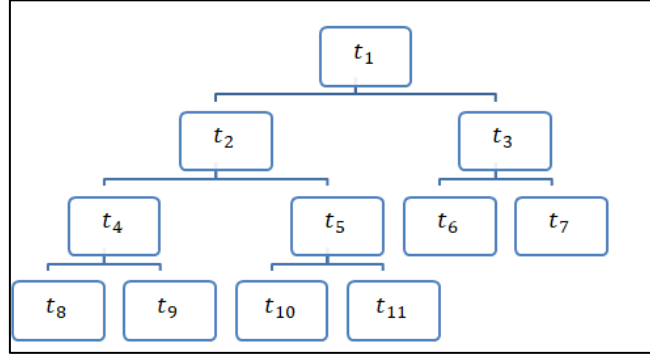 t₁
t₂ t₃
t₄ t₅ t₆ t₇
t₈ t₉ t₁₀ t₁₁